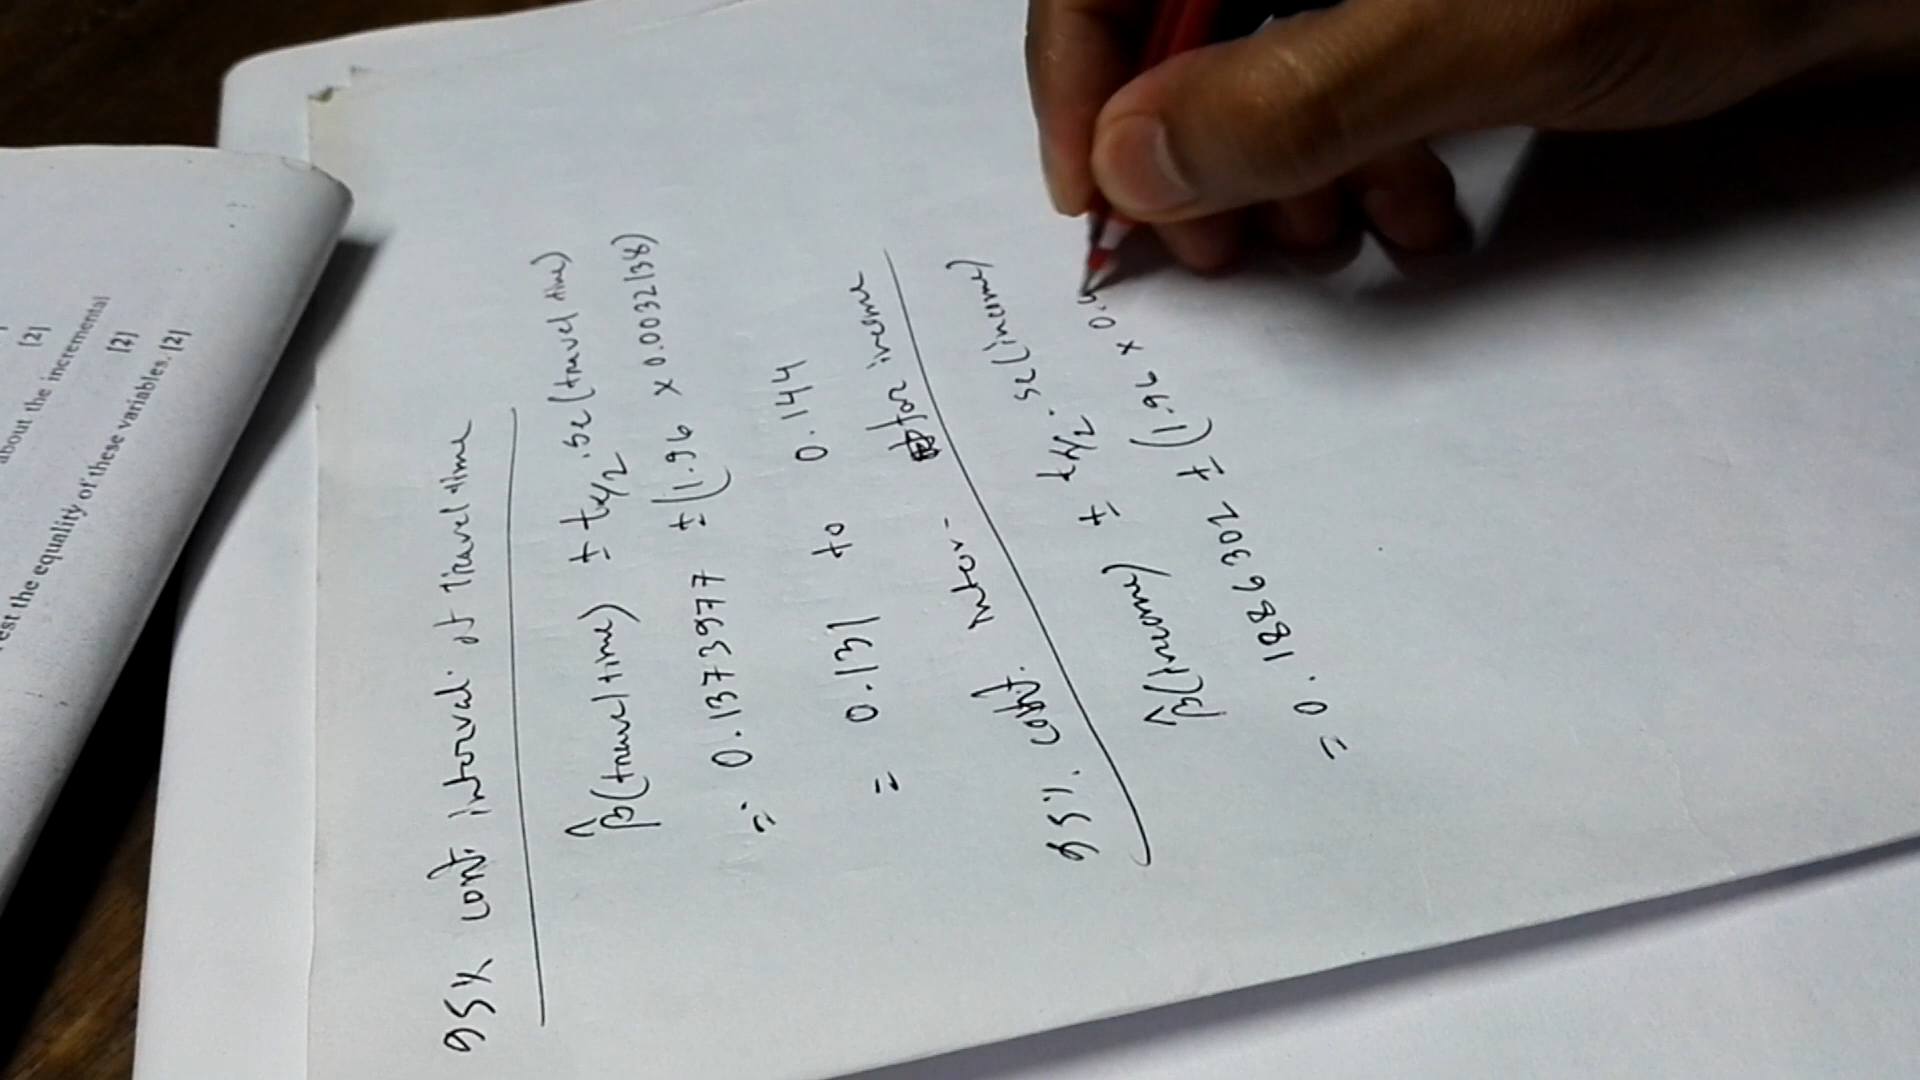 [2]
about the incremental
[2]
est the equality of these variables. [2]
95% conf. interval of travel time
β̂(travel time) ± tα/2 . se(travel time)
= 0.1373977 ± (1.96 × 0.0032138)
= 0.131 to 0.144
95% conf. inter. for income
β̂(income) ± tα/2 . se(income)
= 0.1886302 ± (1.96 × 0.